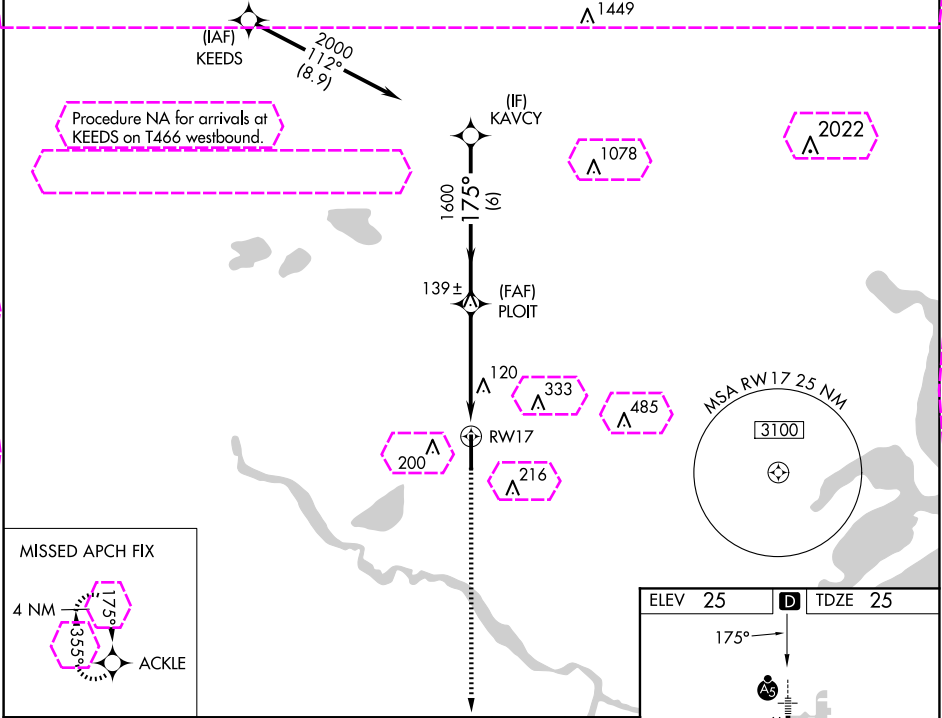 1449
(IAF)
KEEDS
2000
112°
(8.9)
Procedure NA for arrivals at
KEEDS on T466 westbound.
(IF)
KAVCY
1078
2022
1600
175°
(6)
139±
(FAF)
PLOIT
120
333
485
RW17
200
216
MSA RW17 25 NM
3100
MISSED APCH FIX
4 NM
175°
355°
ACKLE
ELEV 25
D
TDZE 25
175°
A5